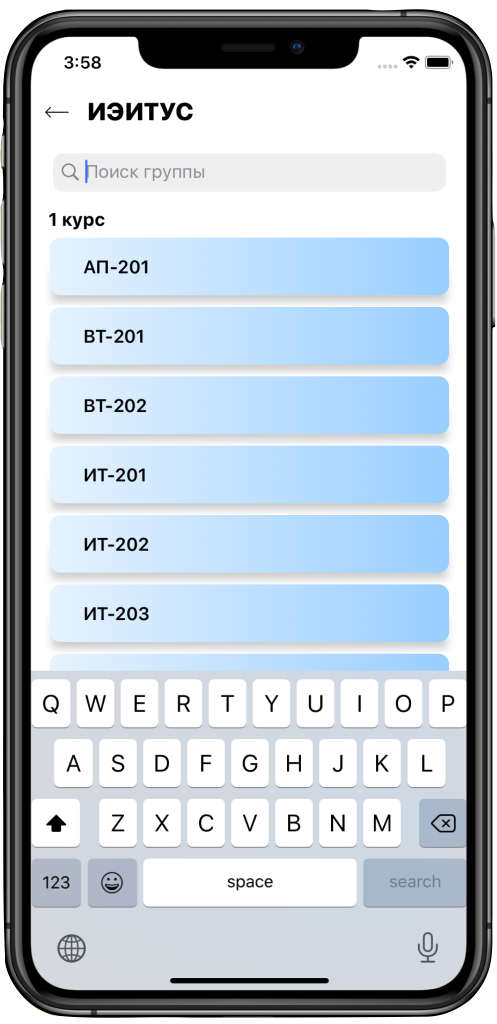 3:58
ИЭИТУС
Поиск группы
1 курс
АП-201
ВТ-201
ВТ-202
ИТ-201
ИТ-202
ИТ-203
Q W E R T Y U I O P
A S D F G H J K L
Z X C V B N M
123 space search